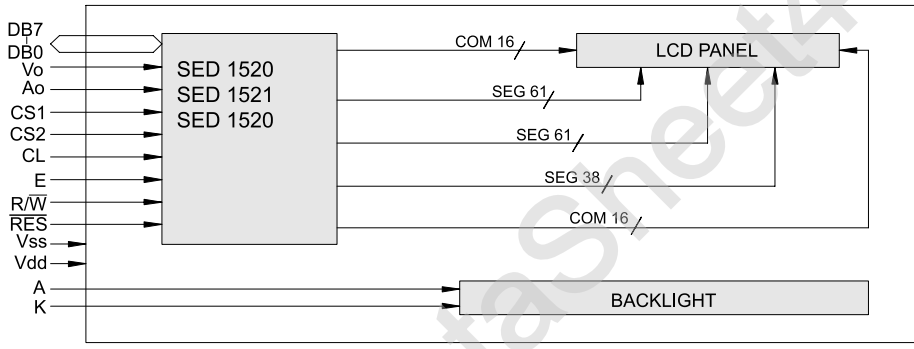 DB7
DB0
Vo
Ao
CS1
CS2
CL
E
R/W̅
R̅E̅S̅
Vss
Vdd
A
K
SED 1520
SED 1521
SED 1520
COM 16
SEG 61
SEG 61
SEG 38
COM 16
LCD PANEL
BACKLIGHT
taSheet4